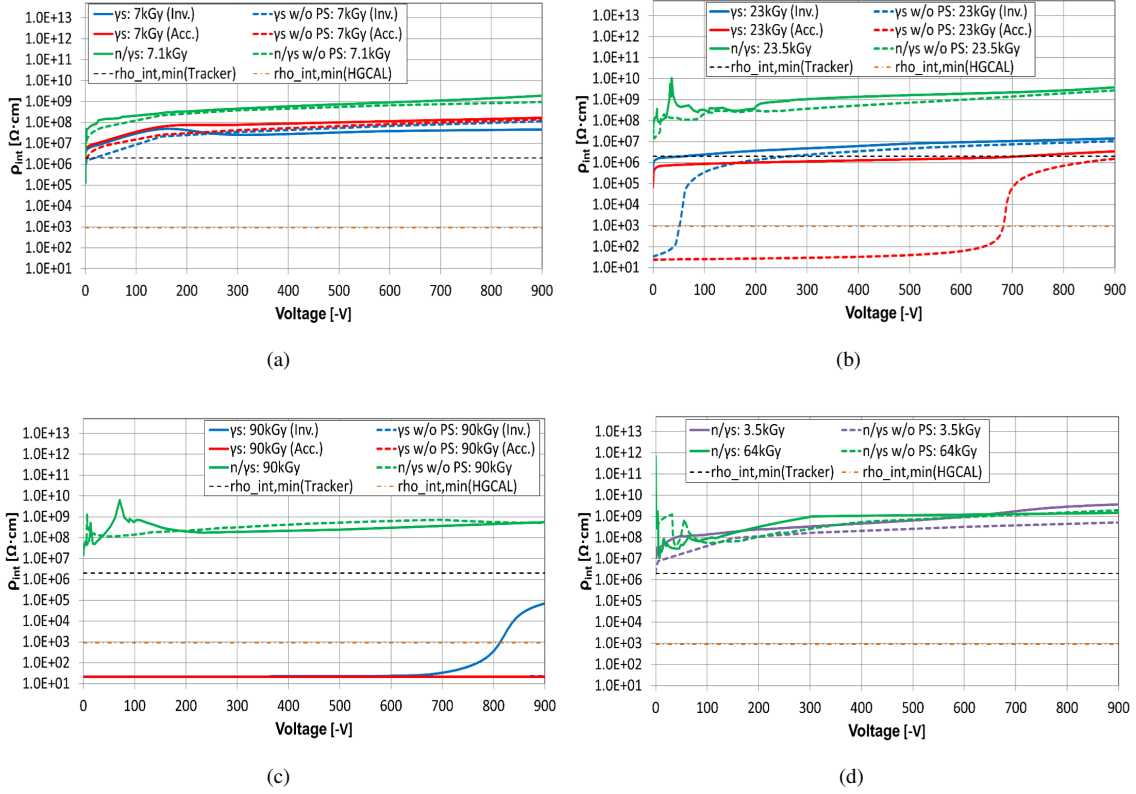 γs: 7kGy (Inv.) γs w/o PS: 7kGy (Inv.)
γs: 7kGy (Acc.) γs w/o PS: 7kGy (Acc.)
n/γs: 7.1kGy n/γs w/o PS: 7.1kGy
rho_int,min(Tracker) rho_int,min(HGCAL)
1.0E+13
1.0E+12
1.0E+11
1.0E+10
1.0E+09
1.0E+08
1.0E+07
1.0E+06
1.0E+05
1.0E+04
1.0E+03
1.0E+02
1.0E+01
ρint [Ω·cm]
0 100 200 300 400 500 600 700 800 900
Voltage [-V]
(a)
γs: 23kGy (Inv.) γs w/o PS: 23kGy (Inv.)
γs: 23kGy (Acc.) γs w/o PS: 23kGy (Acc.)
n/γs: 23.5kGy n/γs w/o PS: 23.5kGy
rho_int,min(Tracker) rho_int,min(HGCAL)
1.0E+13
1.0E+12
1.0E+11
1.0E+10
1.0E+09
1.0E+08
1.0E+07
1.0E+06
1.0E+05
1.0E+04
1.0E+03
1.0E+02
1.0E+01
ρint [Ω·cm]
0 100 200 300 400 500 600 700 800 900
Voltage [-V]
(b)
γs: 90kGy (Inv.) γs w/o PS: 90kGy (Inv.)
γs: 90kGy (Acc.) γs w/o PS: 90kGy (Acc.)
n/γs: 90kGy n/γs w/o PS: 90kGy
rho_int,min(Tracker) rho_int,min(HGCAL)
1.0E+13
1.0E+12
1.0E+11
1.0E+10
1.0E+09
1.0E+08
1.0E+07
1.0E+06
1.0E+05
1.0E+04
1.0E+03
1.0E+02
1.0E+01
ρint [Ω·cm]
0 100 200 300 400 500 600 700 800 900
Voltage [-V]
(c)
n/γs: 3.5kGy n/γs w/o PS: 3.5kGy
n/γs: 64kGy n/γs w/o PS: 64kGy
rho_int,min(Tracker) rho_int,min(HGCAL)
1.0E+13
1.0E+12
1.0E+11
1.0E+10
1.0E+09
1.0E+08
1.0E+07
1.0E+06
1.0E+05
1.0E+04
1.0E+03
1.0E+02
1.0E+01
ρint [Ω·cm]
0 100 200 300 400 500 600 700 800 900
Voltage [-V]
(d)